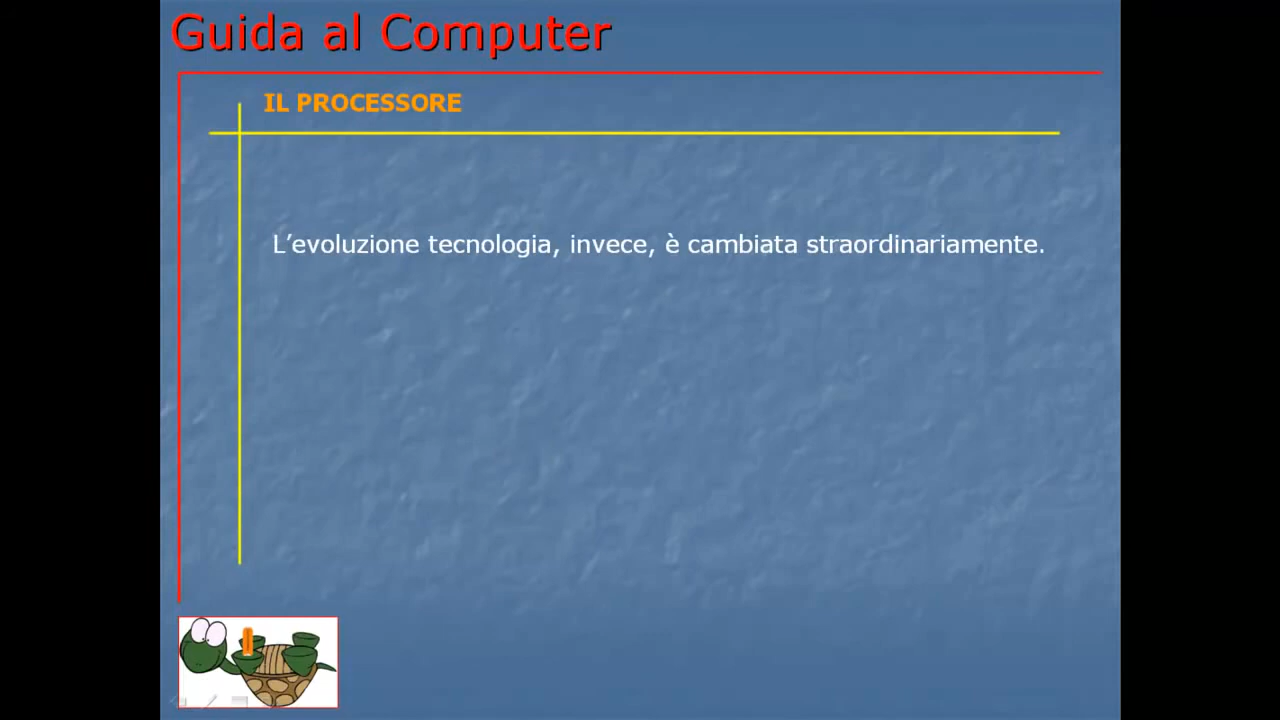 Guida al Computer
IL PROCESSORE
L’evoluzione tecnologia, invece, è cambiata straordinariamente.